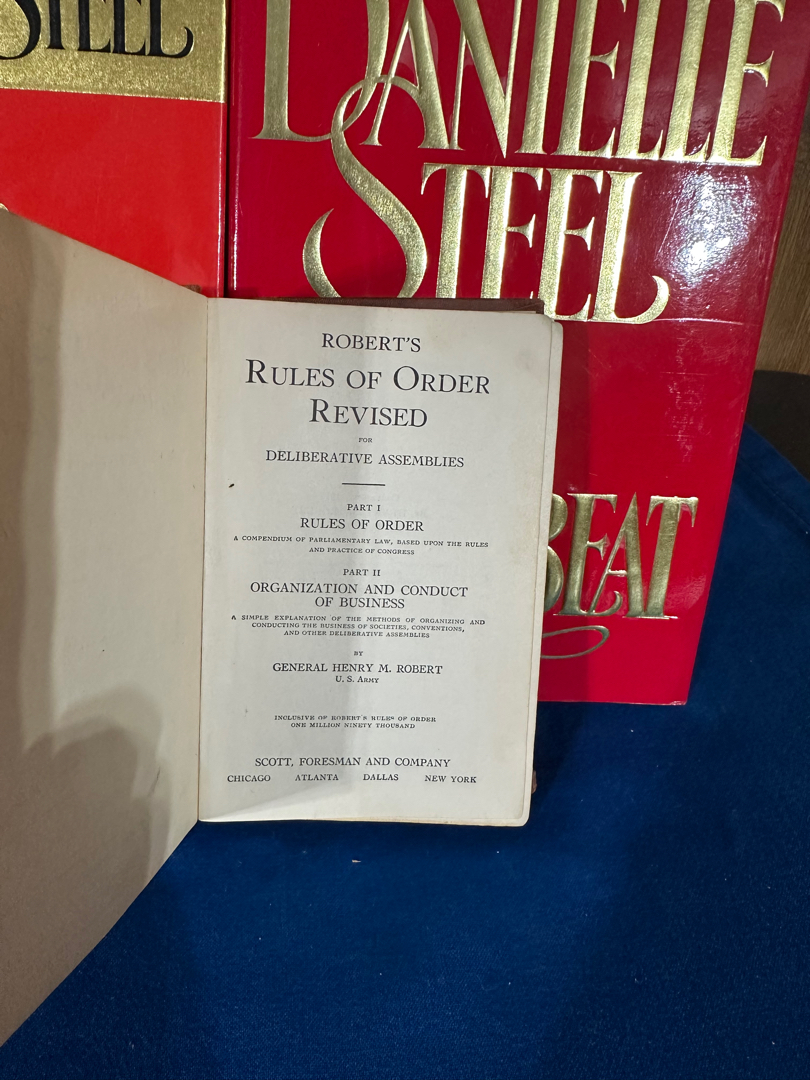 STEEL
DANIELLE
STEEL
BEAT
ROBERT'S
RULES OF ORDER
REVISED
FOR
DELIBERATIVE ASSEMBLIES
PART I
RULES OF ORDER
A COMPENDIUM OF PARLIAMENTARY LAW, BASED UPON THE RULES
AND PRACTICE OF CONGRESS
PART II
ORGANIZATION AND CONDUCT
OF BUSINESS
A SIMPLE EXPLANATION OF THE METHODS OF ORGANIZING AND
CONDUCTING THE BUSINESS OF SOCIETIES, CONVENTIONS,
AND OTHER DELIBERATIVE ASSEMBLIES
BY
GENERAL HENRY M. ROBERT
U. S. ARMY
INCLUSIVE OF ROBERT'S RULES OF ORDER
ONE MILLION NINETY THOUSAND
SCOTT, FORESMAN AND COMPANY
CHICAGO ATLANTA DALLAS NEW YORK